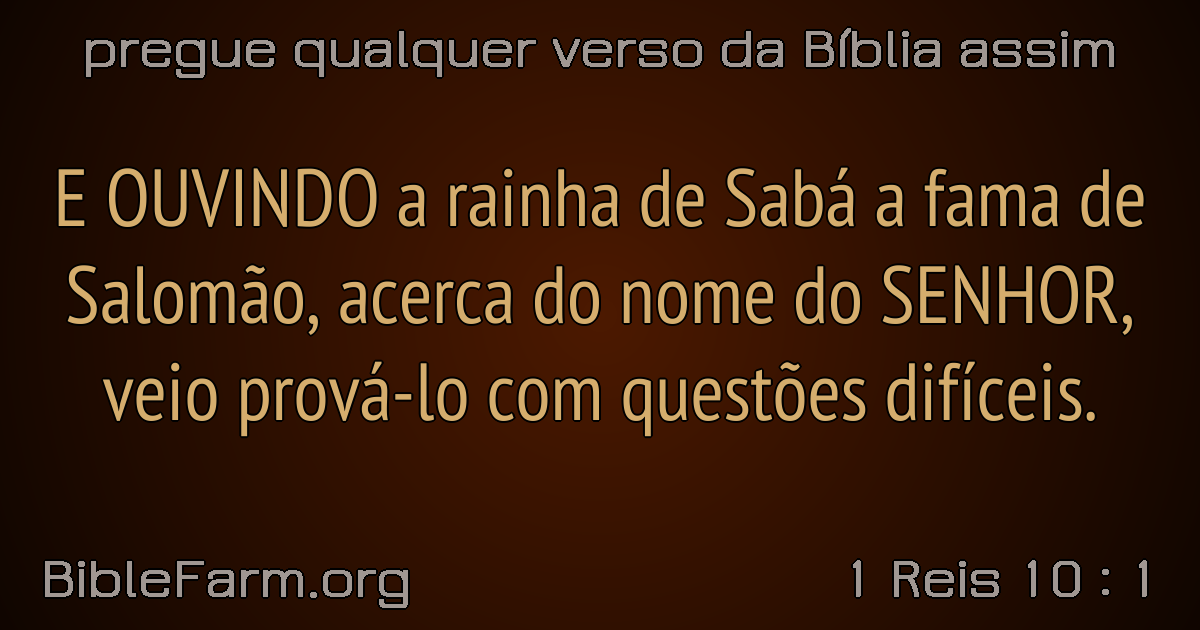 pregue qualquer verso da Bíblia assim
E OUVINDO a rainha de Sabá a fama de
Salomão, acerca do nome do SENHOR,
veio prová-lo com questões difíceis.
BibleFarm.org
1 Reis 10 : 1